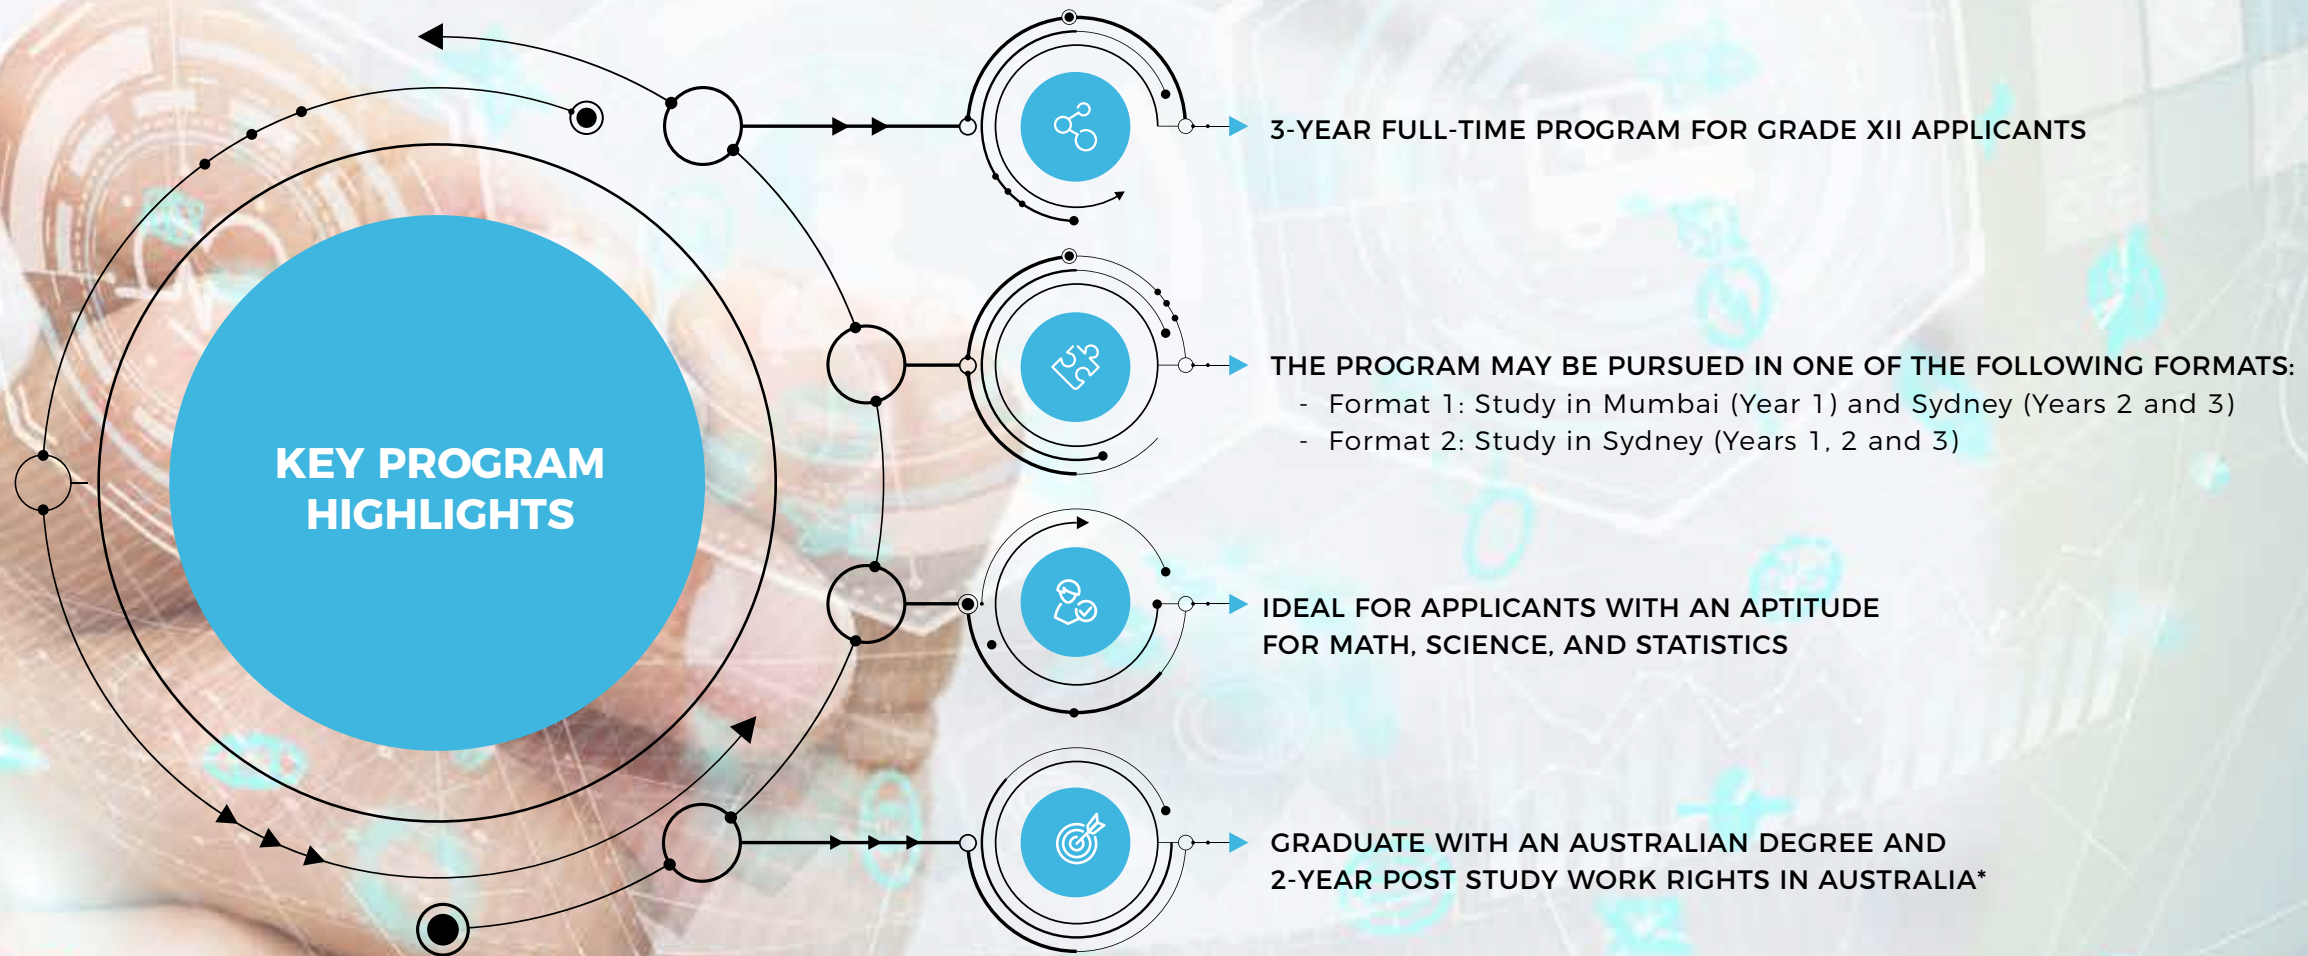 KEY PROGRAM
HIGHLIGHTS
3-YEAR FULL-TIME PROGRAM FOR GRADE XII APPLICANTS
THE PROGRAM MAY BE PURSUED IN ONE OF THE FOLLOWING FORMATS:
- Format 1: Study in Mumbai (Year 1) and Sydney (Years 2 and 3)
- Format 2: Study in Sydney (Years 1, 2 and 3)
IDEAL FOR APPLICANTS WITH AN APTITUDE
FOR MATH, SCIENCE, AND STATISTICS
GRADUATE WITH AN AUSTRALIAN DEGREE AND
2-YEAR POST STUDY WORK RIGHTS IN AUSTRALIA*